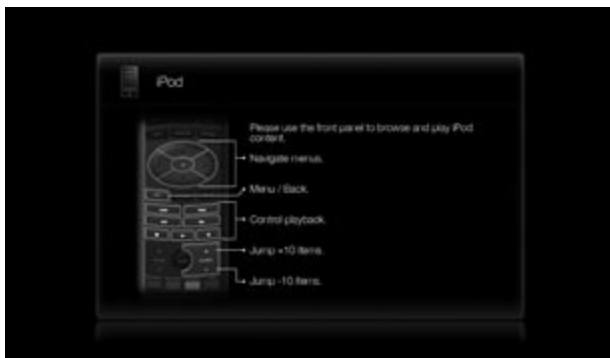 iPod
Please use the front panel to browse and play iPod
content.
Navigate menus.
Menu / Back.
Control playback.
Jump +10 items.
Jump -10 items.